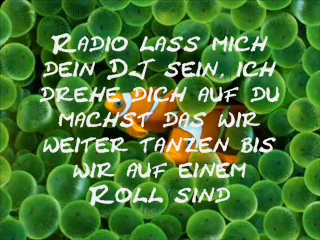 Radio lass mich
dein DJ sein, ich
drehe dich auf du
machst das wir
weiter tanzen bis
wir auf einem
Roll sind